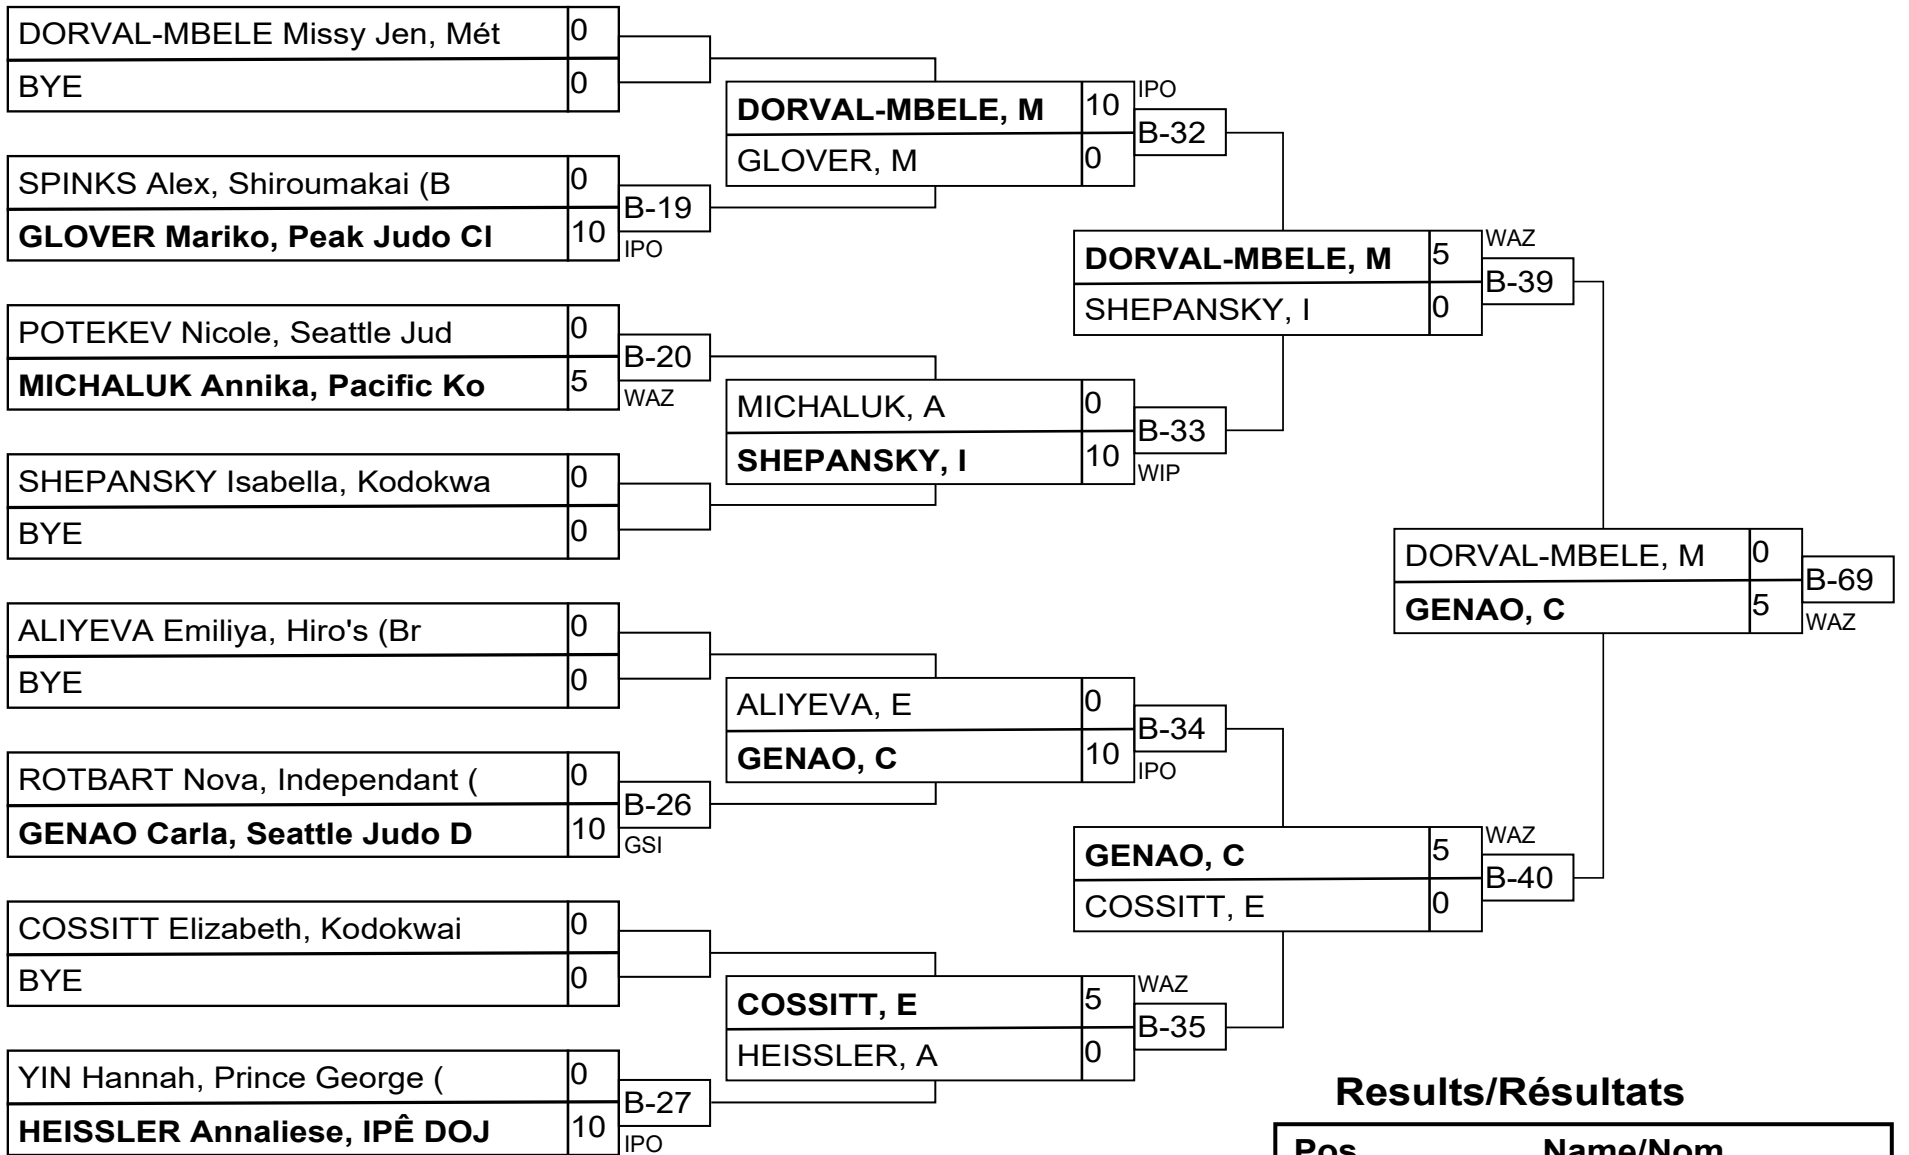 DORVAL-MBELE Missy Jen, Mét 0
BYE 0
SPINKS Alex, Shiroumakai (B 0
GLOVER Mariko, Peak Judo Cl 10
B-19
IPO
POTEKEV Nicole, Seattle Jud 0
MICHALUK Annika, Pacific Ko 5
B-20
WAZ
SHEPANSKY Isabella, Kodokwa 0
BYE 0
ALIYEVA Emiliya, Hiro's (Br 0
BYE 0
ROTBART Nova, Independant ( 0
GENAO Carla, Seattle Judo D 10
B-26
GSI
COSSITT Elizabeth, Kodokwai 0
BYE 0
YIN Hannah, Prince George ( 0
HEISSLER Annaliese, IPÊ DOJ 10
B-27
IPO
DORVAL-MBELE, M 10
GLOVER, M 0
IPO
B-32
MICHALUK, A 0
SHEPANSKY, I 10
B-33
WIP
ALIYEVA, E 0
GENAO, C 10
B-34
IPO
COSSITT, E 5
HEISSLER, A 0
WAZ
B-35
DORVAL-MBELE, M 5
SHEPANSKY, I 0
WAZ
B-39
GENAO, C 5
COSSITT, E 0
WAZ
B-40
DORVAL-MBELE, M 0
GENAO, C 5
B-69
WAZ
Results/Résultats
Pos Name/Nom